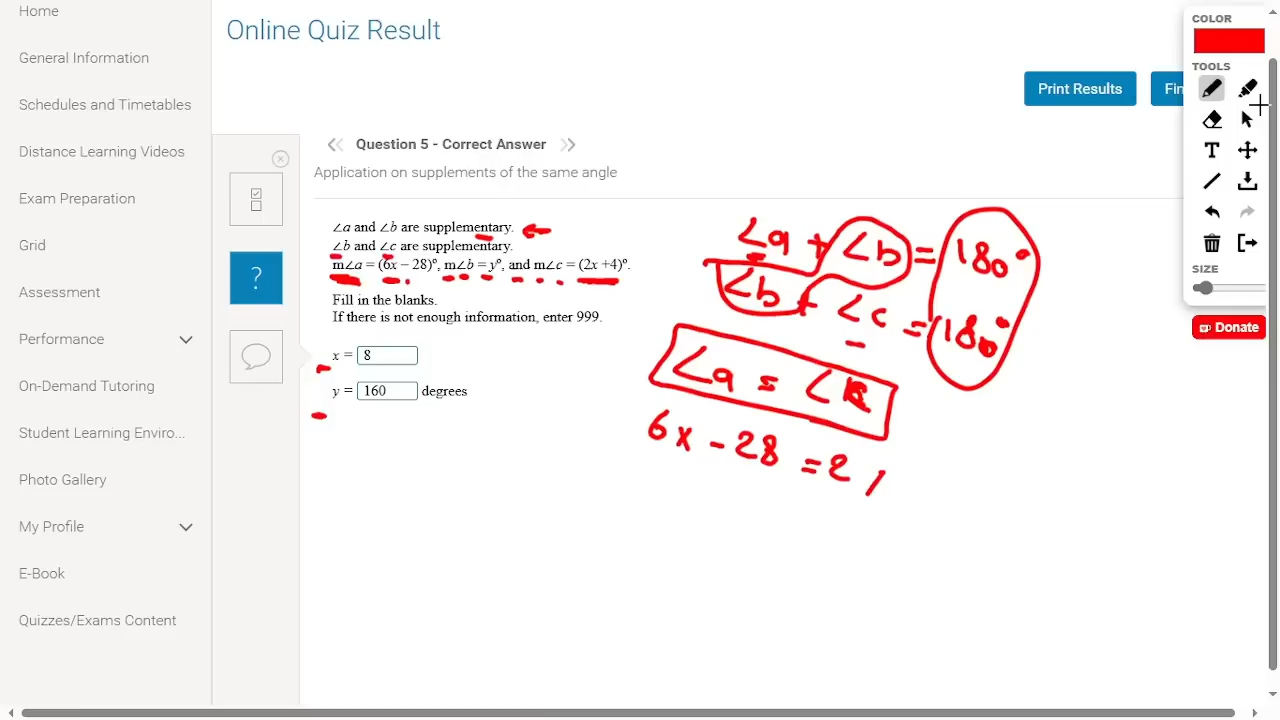 Home
General Information
Schedules and Timetables
Distance Learning Videos
Exam Preparation
Grid
Assessment
Performance
On-Demand Tutoring
Student Learning Enviro...
Photo Gallery
My Profile
E-Book
Quizzes/Exams Content
Online Quiz Result
Print Results
Fin
Question 5 - Correct Answer
Application on supplements of the same angle
∠a and ∠b are supplementary.
∠b and ∠c are supplementary.
m∠a = (6x − 28)°, m∠b = y°, and m∠c = (2x +4)°.
Fill in the blanks.
If there is not enough information, enter 999.
x = 8
y = 160 degrees
∠a + ∠b = 180°
∠b + ∠c = 180°
∠a = ∠
6x - 28 = 2
COLOR
TOOLS
T
SIZE
Donate